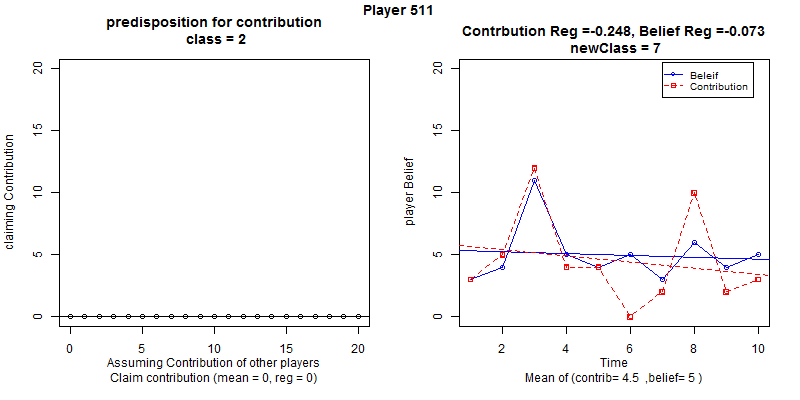 Player 511
predisposition for contribution
class = 2
claiming Contribution
0 5 10 15 20
0 5 10 15 20
Assuming Contribution of other players
Claim contribution (mean = 0, reg = 0)
Contrbution Reg =-0.248, Belief Reg =-0.073
newClass = 7
player Belief
0 5 10 15 20
Beleif
Contribution
2 4 6 8 10
Time
Mean of (contrib= 4.5 ,belief= 5 )